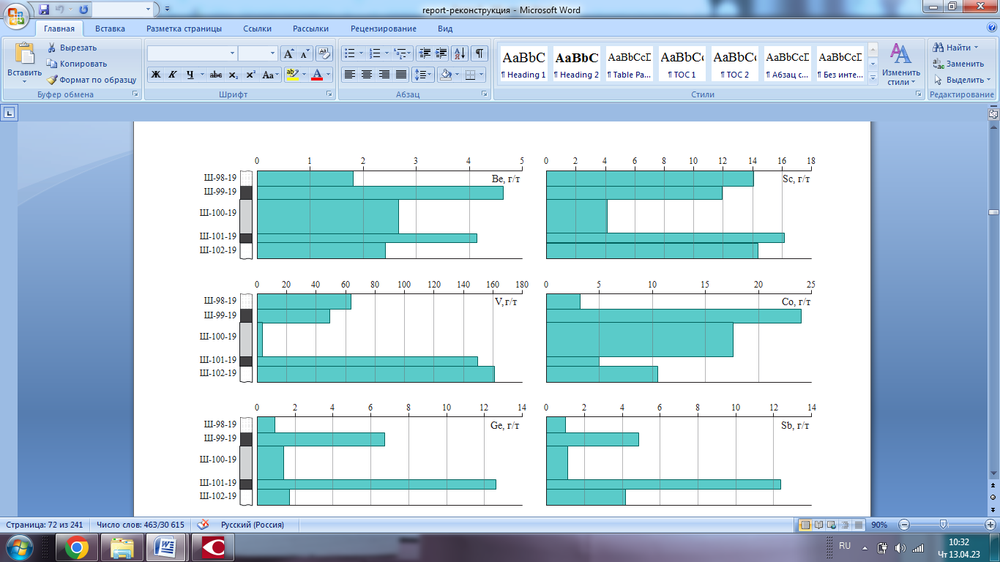 report-реконструкция - Microsoft Word
Главная Вставка Разметка страницы Ссылки Рассылки Рецензирование Вид
Вставить
Вырезать
Копировать
Формат по образцу
Буфер обмена
Ж К Ч abc x₂ x² Aa
Шрифт
Абзац
AaBbC AaBbC AaBbCcD AaBbCc AaBbC AaBbCcD AaBbCcD
¶ Heading 1 ¶ Heading 2 ¶ Table Pa... ¶ TOC 1 ¶ TOC 2 ¶ Абзац с... ¶ Без инте...
Изменить стили
Стили
Найти
Заменить
Выделить
Редактирование
0 1 2 3 4 5
Be, г/т
Ш-98-19
Ш-99-19
Ш-100-19
Ш-101-19
Ш-102-19
0 2 4 6 8 10 12 14 16 18
Sc, г/т
0 20 40 60 80 100 120 140 160 180
V, г/т
Ш-98-19
Ш-99-19
Ш-100-19
Ш-101-19
Ш-102-19
0 5 10 15 20 25
Co, г/т
0 2 4 6 8 10 12 14
Ge, г/т
Ш-98-19
Ш-99-19
Ш-100-19
Ш-101-19
Ш-102-19
0 2 4 6 8 10 12 14
Sb, г/т
Страница: 72 из 241 Число слов: 463/30 615 Русский (Россия) 90%
RU
10:32
Чт 13.04.23